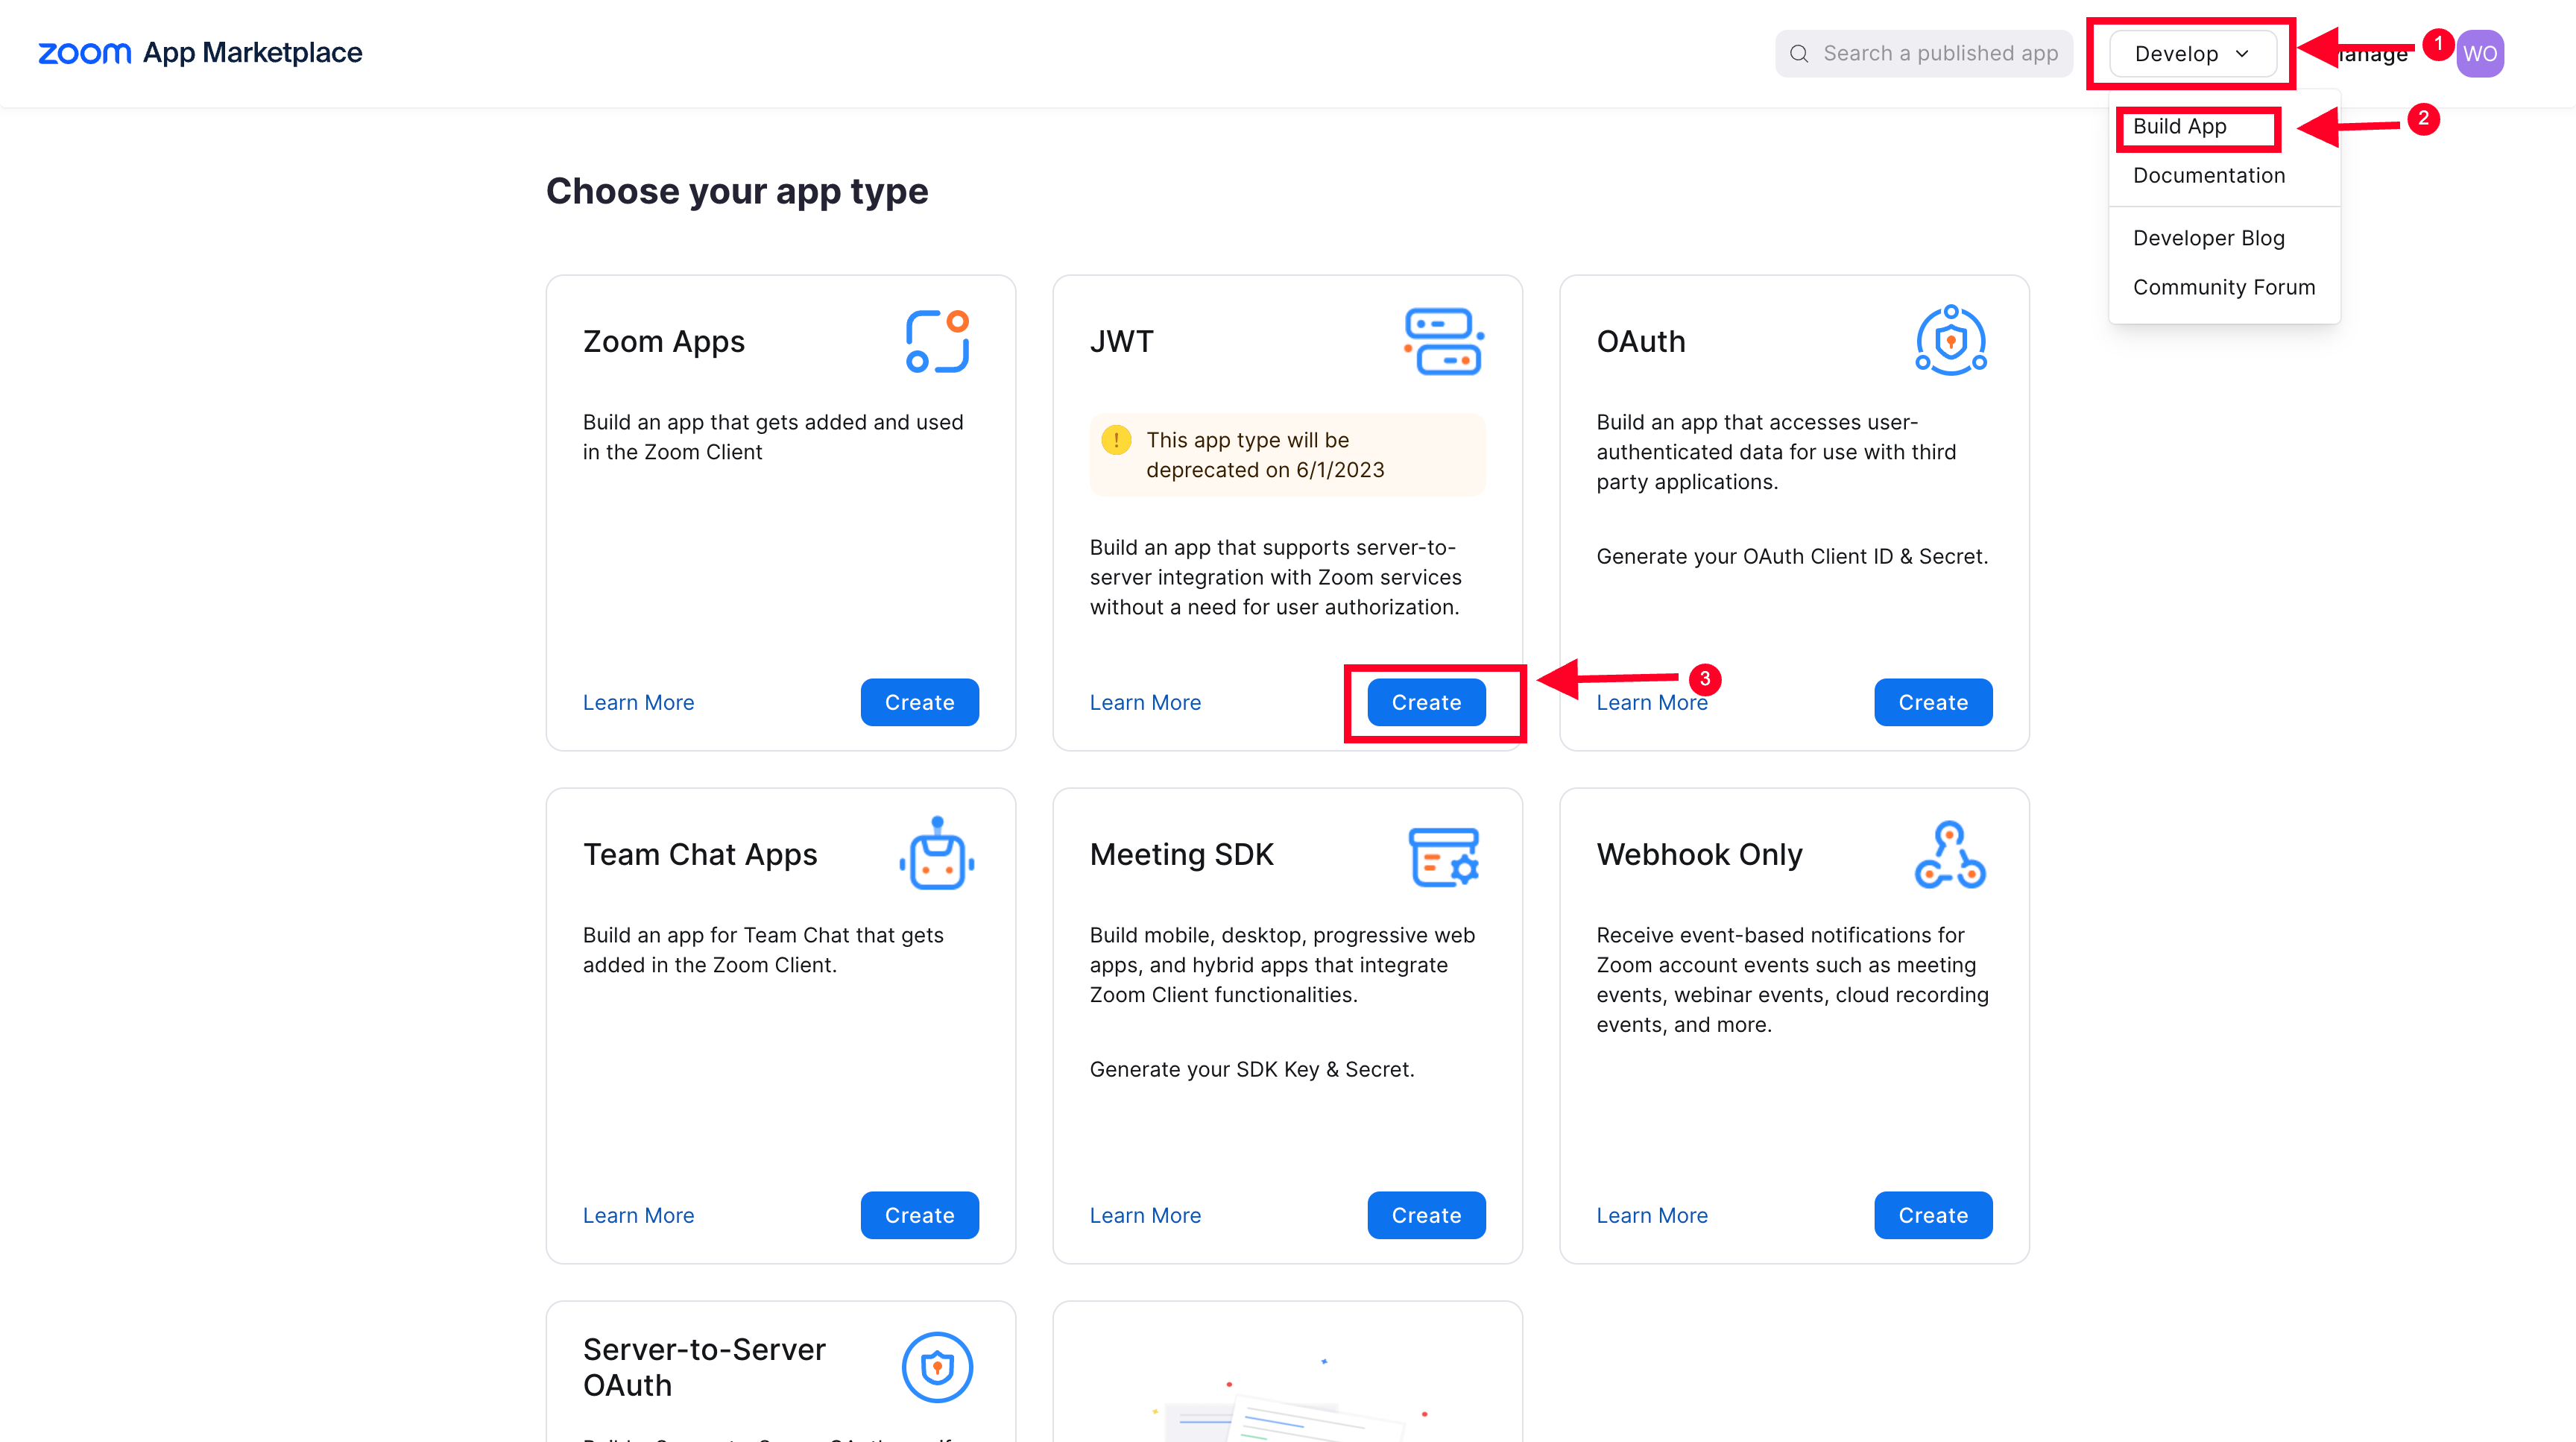 zoom App Marketplace
Search a published app
Develop
anage
1
WO
Build App
2
Documentation
Developer Blog
Community Forum
Choose your app type
Zoom Apps
Build an app that gets added and used
in the Zoom Client
Learn More
Create
JWT
!
This app type will be
deprecated on 6/1/2023
Build an app that supports server-to-
server integration with Zoom services
without a need for user authorization.
Learn More
Create
3
OAuth
Build an app that accesses user-
authenticated data for use with third
party applications.
Generate your OAuth Client ID & Secret.
Learn More
Create
Team Chat Apps
Build an app for Team Chat that gets
added in the Zoom Client.
Learn More
Create
Meeting SDK
Build mobile, desktop, progressive web
apps, and hybrid apps that integrate
Zoom Client functionalities.
Generate your SDK Key & Secret.
Learn More
Create
Webhook Only
Receive event-based notifications for
Zoom account events such as meeting
events, webinar events, cloud recording
events, and more.
Learn More
Create
Server-to-Server
OAuth